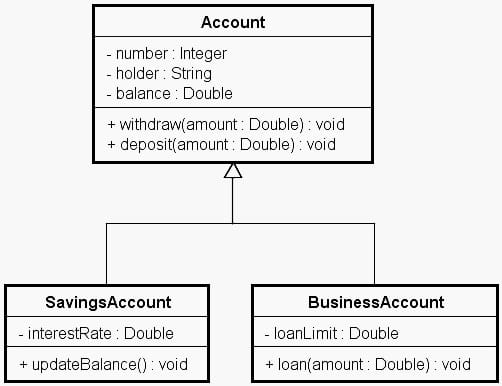 Account
- number : Integer
- holder : String
- balance : Double
+ withdraw(amount : Double) : void
+ deposit(amount : Double) : void
SavingsAccount
- interestRate : Double
+ updateBalance() : void
BusinessAccount
- loanLimit : Double
+ loan(amount : Double) : void